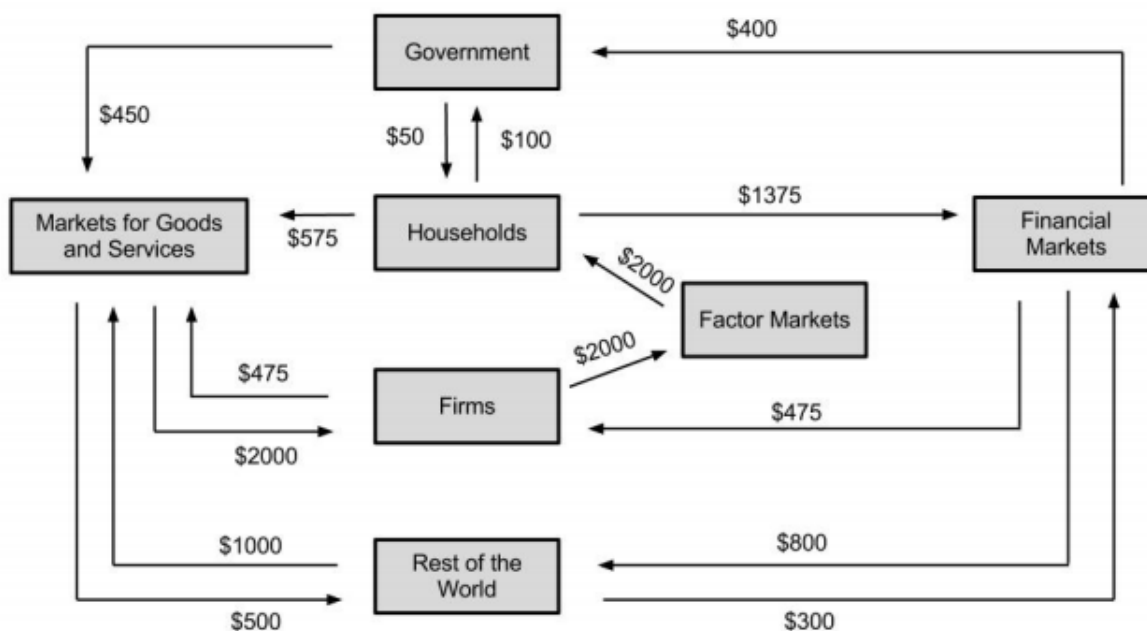 $400
Government
$450
$50
$100
$1375
Markets for Goods
and Services
$575
Households
Financial
Markets
$2000
Factor Markets
$2000
$475
Firms
$475
$2000
$1000
Rest of the
World
$800
$500
$300